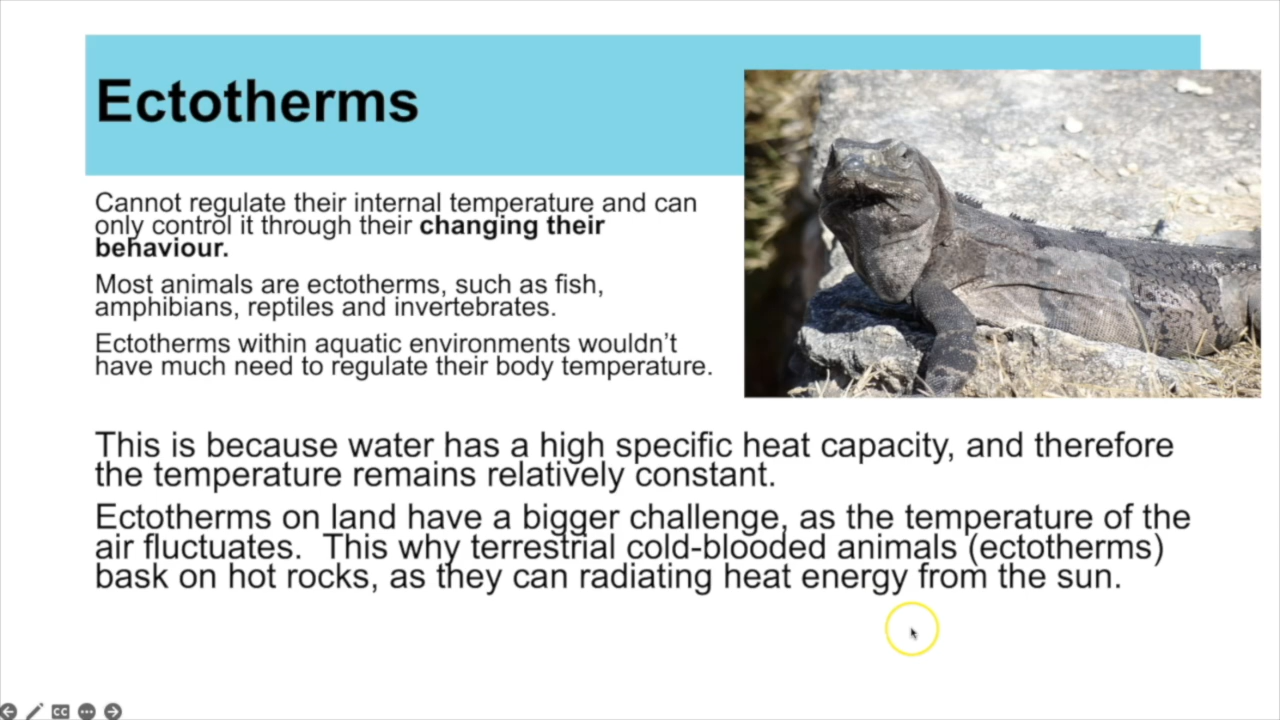 Ectotherms
Cannot regulate their internal temperature and can
only control it through their changing their
behaviour.
Most animals are ectotherms, such as fish,
amphibians, reptiles and invertebrates.
Ectotherms within aquatic environments wouldn’t
have much need to regulate their body temperature.
This is because water has a high specific heat capacity, and therefore
the temperature remains relatively constant.
Ectotherms on land have a bigger challenge, as the temperature of the
air fluctuates.  This why terrestrial cold-blooded animals (ectotherms)
bask on hot rocks, as they can radiating heat energy from the sun.
CC